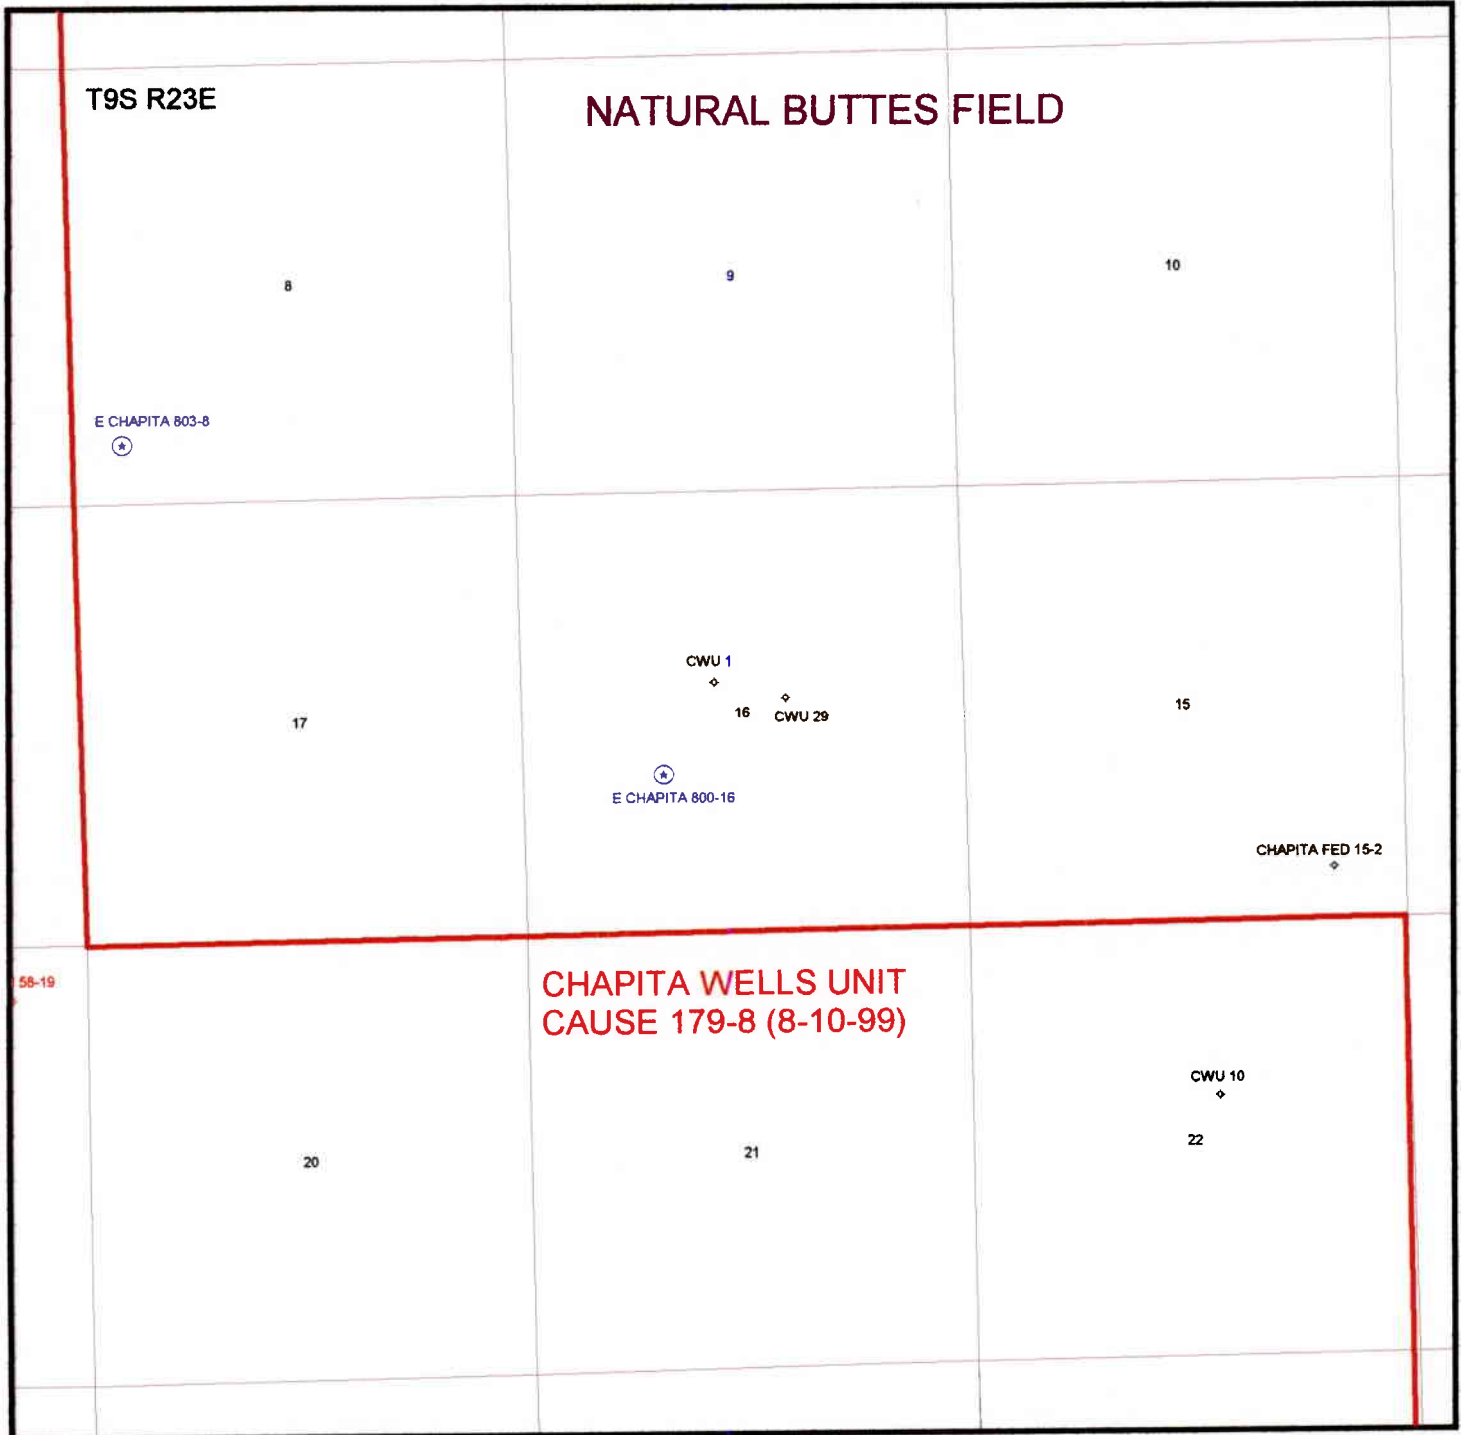 T9S R23E
NATURAL BUTTES FIELD
8
9
10
E CHAPITA 803-8
CWU 1
17
16
CWU 29
15
E CHAPITA 800-16
CHAPITA FED 15-2
58-19
CHAPITA WELLS UNIT
CAUSE 179-8 (8-10-99)
CWU 10
20
21
22